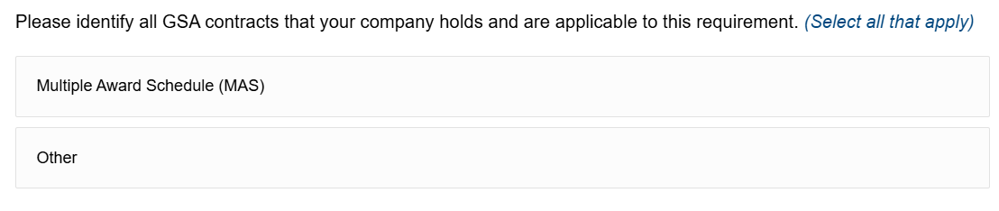 Please identify all GSA contracts that your company holds and are applicable to this requirement. (Select all that apply)
Multiple Award Schedule (MAS)
Other